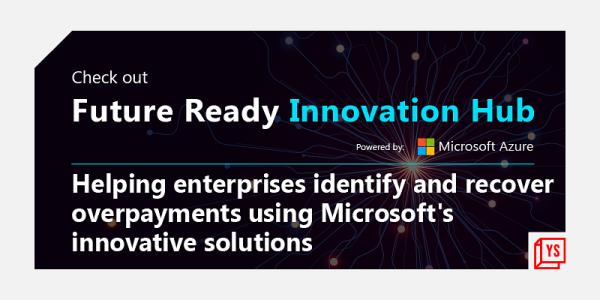 Check out
Future Ready Innovation Hub
Powered by: Microsoft Azure
Helping enterprises identify and recover
overpayments using Microsoft's
innovative solutions
YS